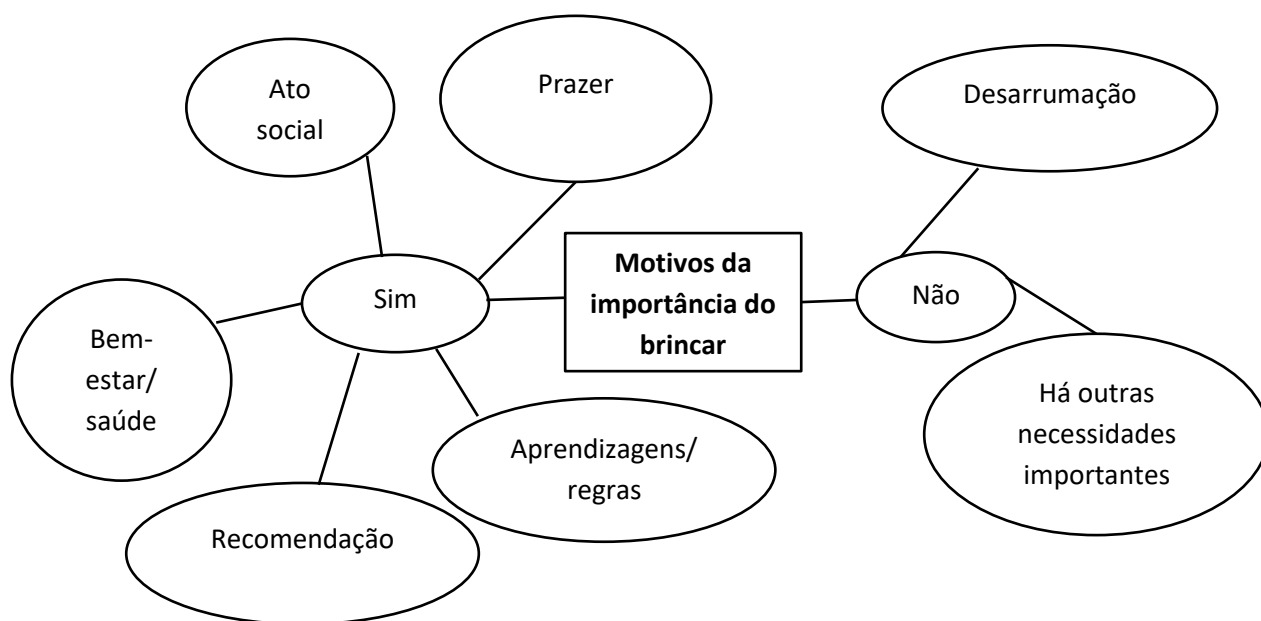 Ato
social
Prazer
Desarrumação
Motivos da
importância do
brincar
Sim
Não
Bem-
estar/
saúde
Há outras
necessidades
importantes
Aprendizagens/
regras
Recomendação